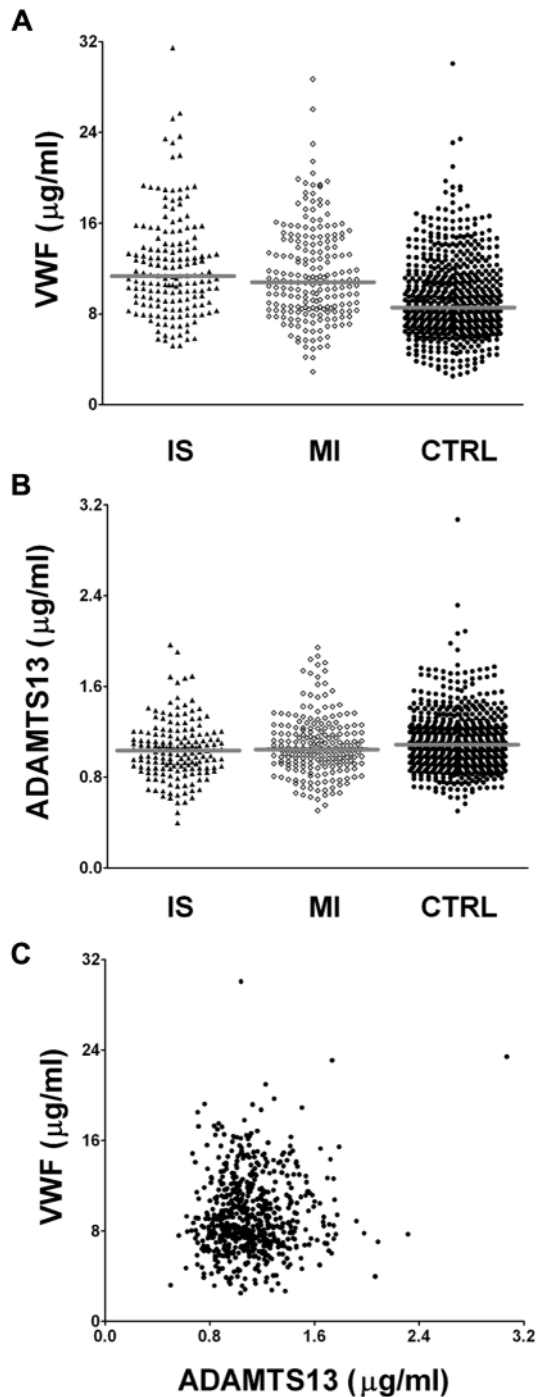 A
32
24
16
8
0
VWF (μg/ml)
IS MI CTRL
B
3.2
2.4
1.6
0.8
0.0
ADAMTS13 (μg/ml)
IS MI CTRL
C
32
24
16
8
0
VWF (μg/ml)
0.0 0.8 1.6 2.4 3.2
ADAMTS13 (μg/ml)